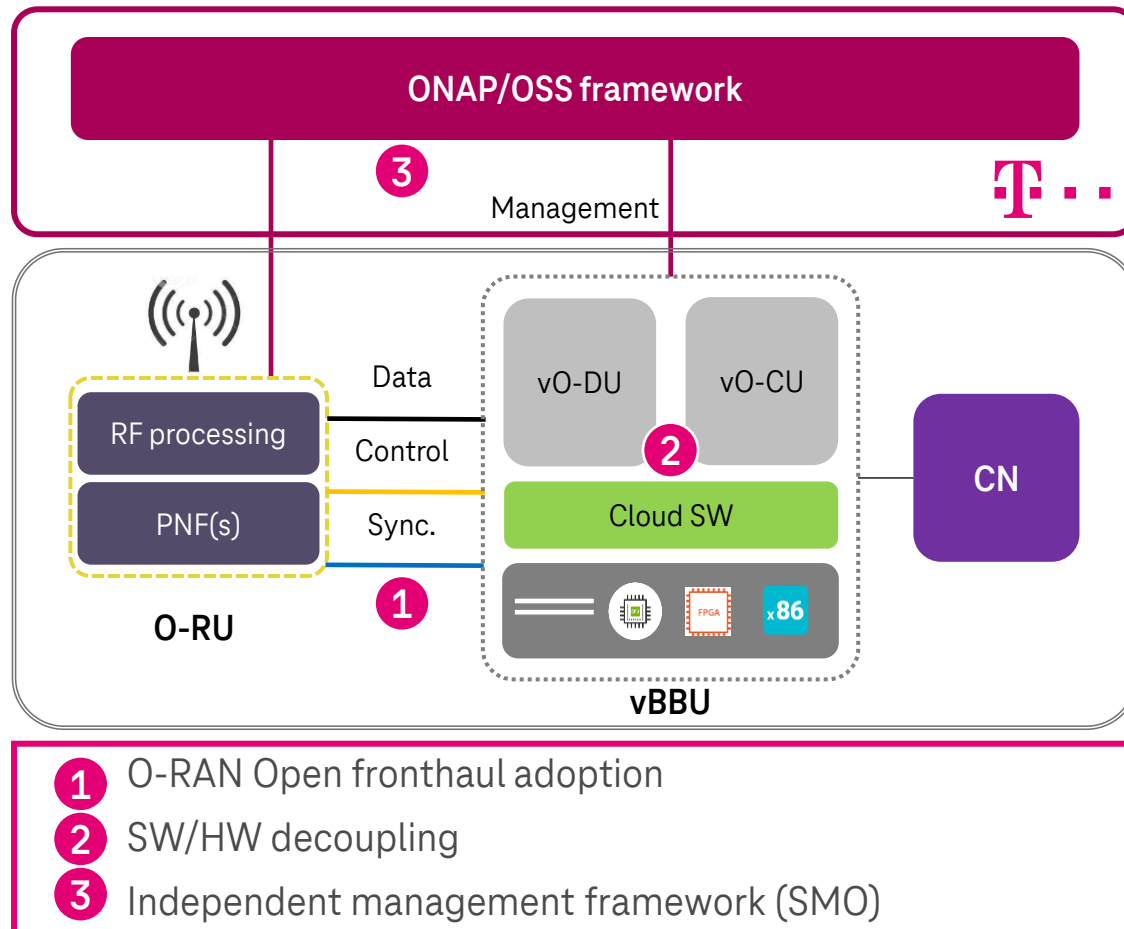 ONAP/OSS framework
3
Management
T
Data
Control
Sync.
1
RF processing
PNF(s)
O-RU
vO-DU
vO-CU
2
Cloud SW
FPGA
x86
vBBU
CN
1 O-RAN Open fronthaul adoption
2 SW/HW decoupling
3 Independent management framework (SMO)